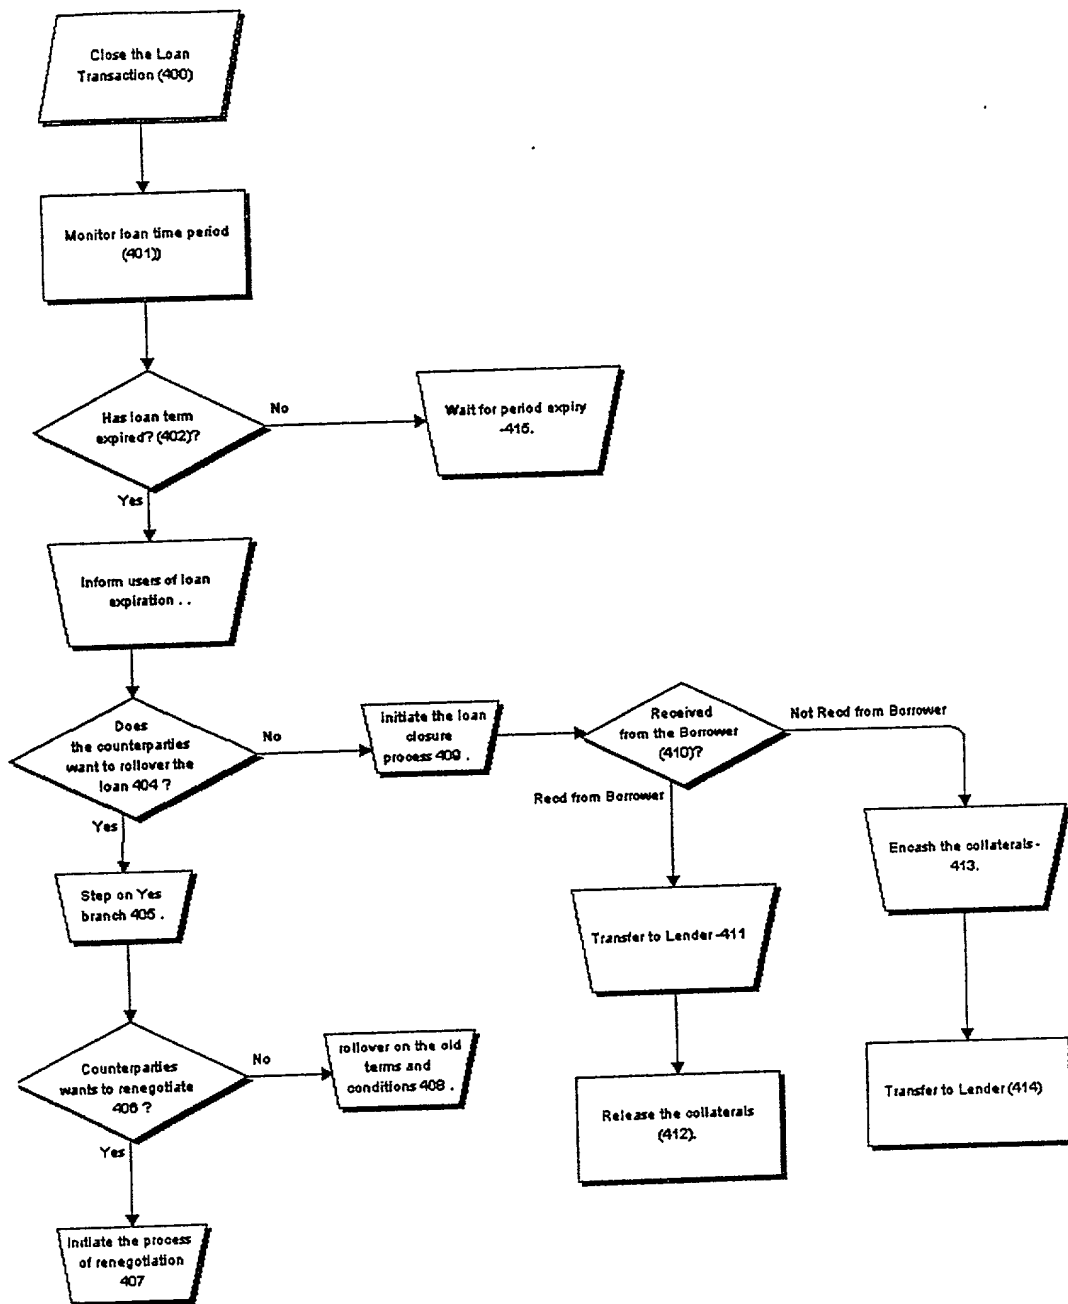 Close the Loan
Transaction (400)
Monitor loan time period
(401))
Has loan term
expired? (402)?
No
Wait for period expiry
-415.
Yes
Inform users of loan
expiration . .
Does
the counterparties
want to rollover the
loan 404 ?
No
Initiate the loan
closure
process 409 .
Received
from the Borrower
(410)?
Not Recd from Borrower
Recd from Borrower
Yes
Encash the collaterals -
413.
Step on Yes
branch 405 .
Transfer to Lender -411
Counterparties
wants to renegotiate
406 ?
No
rollover on the old
terms and
conditions 408 .
Transfer to Lender (414)
Release the collaterals
(412).
Yes
Initiate the process
of renegotiation
407